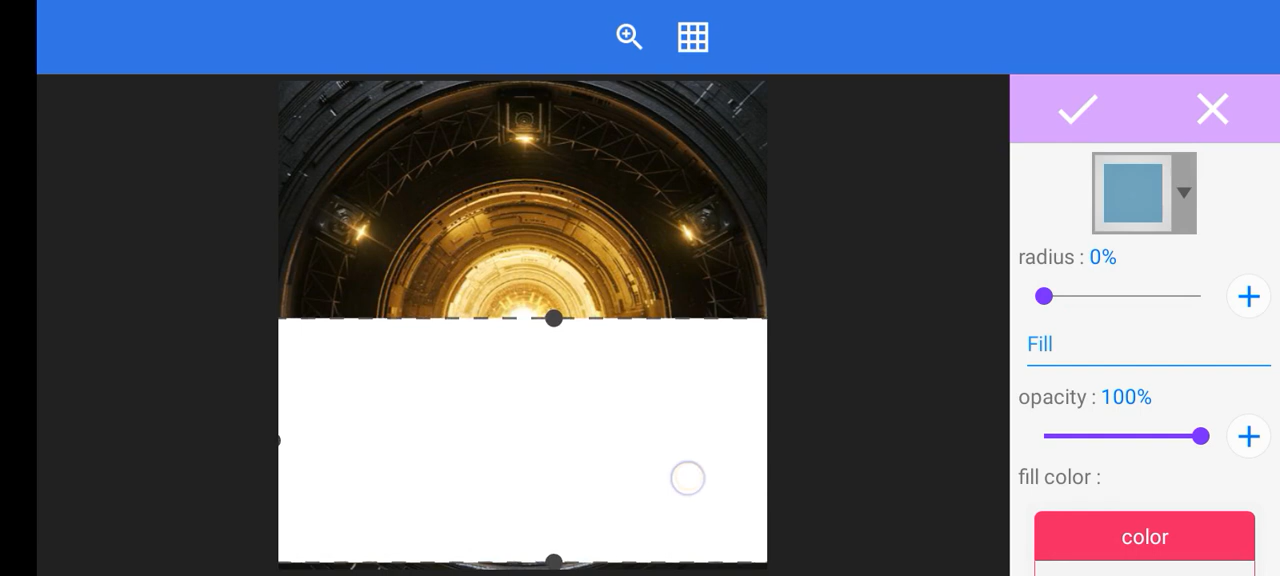 radius : 0%
Fill
opacity : 100%
fill color :
color